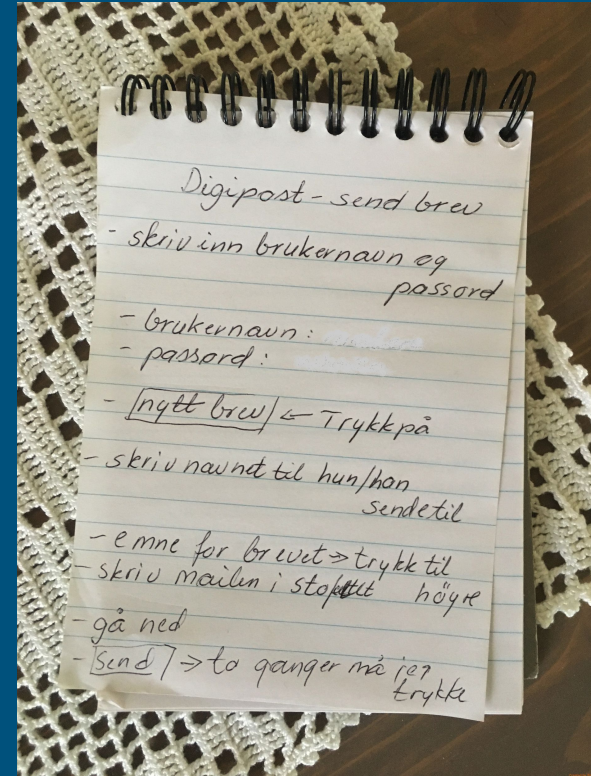 Digipost - send brev
- skriv inn brukernavn og
passord
- brukernavn:
- passord:
- nytt brev ← Trykk på
- skriv navnet til hun/han
sende til
- emne for brevet => trykk til
- skriv mailen i høyre
- gå ned
- Send => to ganger må jeg
trykke